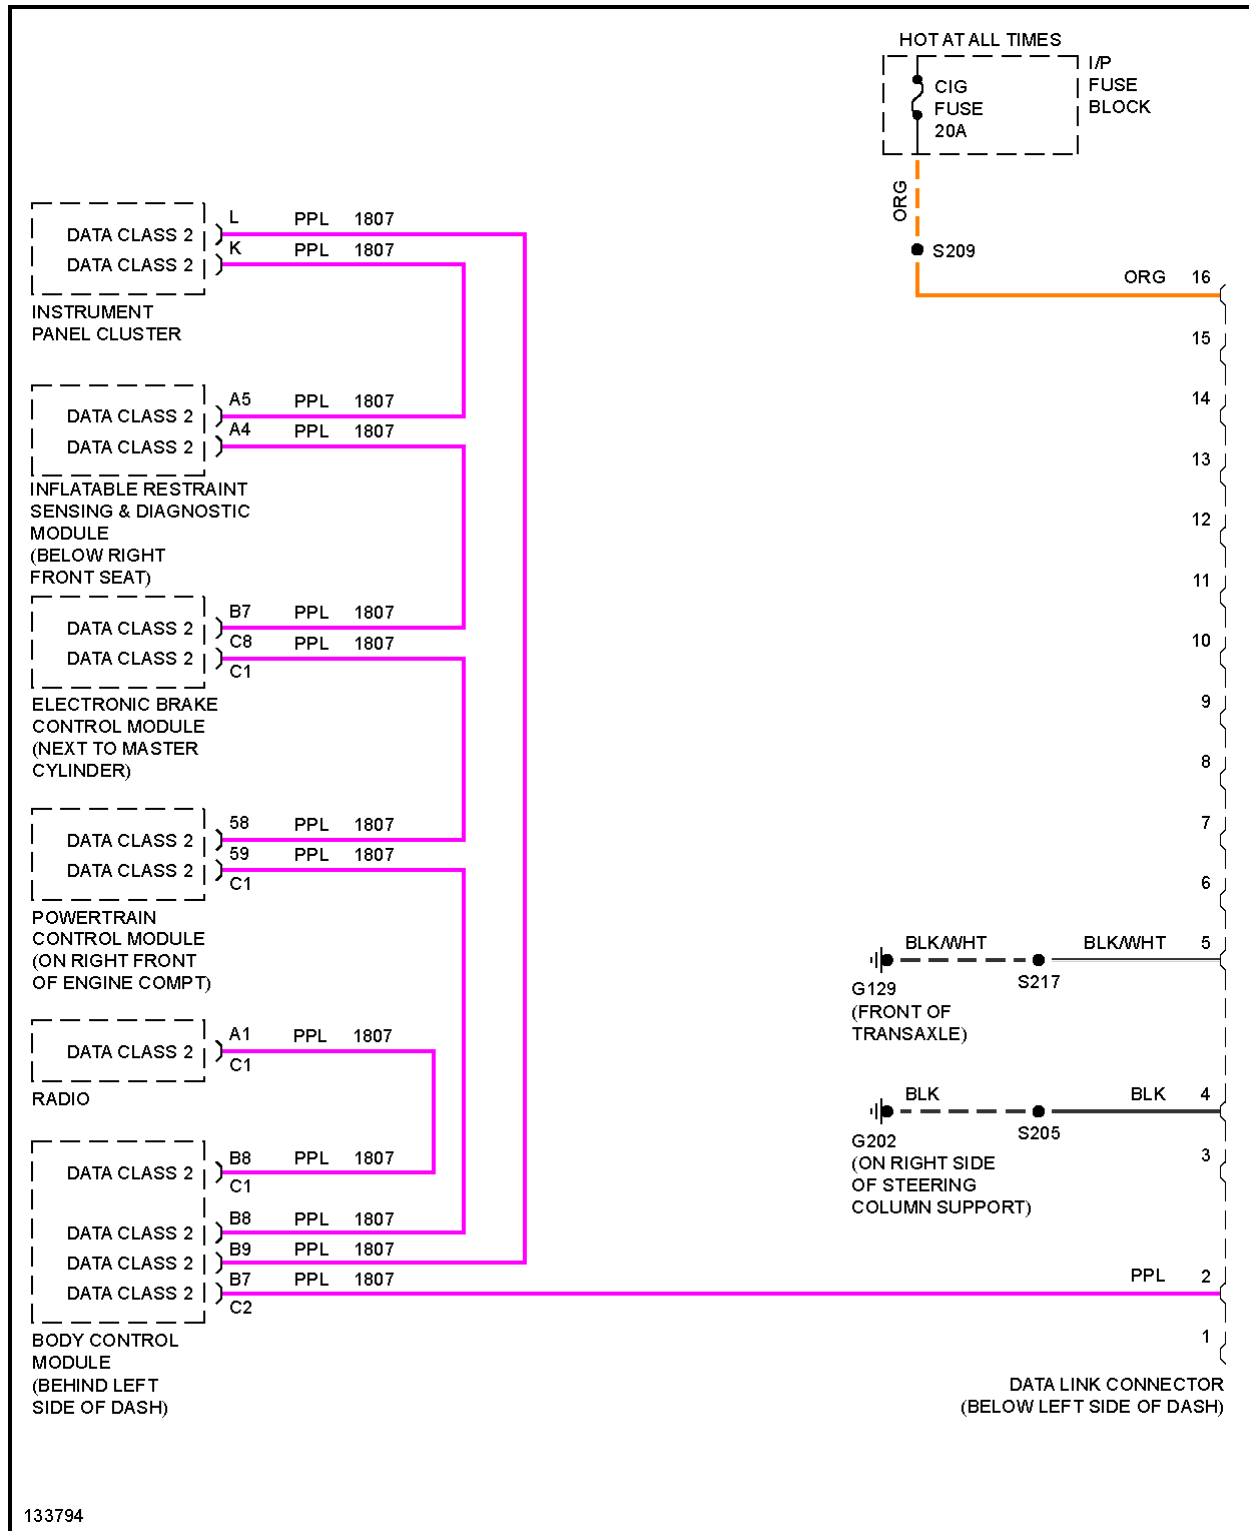 HOT AT ALL TIMES
CIG
FUSE
20A
I/P
FUSE
BLOCK
ORG
S209
ORG 16
15
14
13
12
11
10
9
8
7
6
BLK/WHT BLK/WHT 5
G129 S217
(FRONT OF
TRANSAXLE)
BLK BLK 4
G202 S205
(ON RIGHT SIDE
OF STEERING
COLUMN SUPPORT)
3
PPL 2
1
DATA LINK CONNECTOR
(BELOW LEFT SIDE OF DASH)
DATA CLASS 2 L PPL 1807
DATA CLASS 2 K PPL 1807
INSTRUMENT
PANEL CLUSTER
DATA CLASS 2 A5 PPL 1807
DATA CLASS 2 A4 PPL 1807
INFLATABLE RESTRAINT
SENSING & DIAGNOSTIC
MODULE
(BELOW RIGHT
FRONT SEAT)
DATA CLASS 2 B7 PPL 1807
DATA CLASS 2 C8 PPL 1807
C1
ELECTRONIC BRAKE
CONTROL MODULE
(NEXT TO MASTER
CYLINDER)
DATA CLASS 2 58 PPL 1807
DATA CLASS 2 59 PPL 1807
C1
POWERTRAIN
CONTROL MODULE
(ON RIGHT FRONT
OF ENGINE COMPT)
DATA CLASS 2 A1 PPL 1807
C1
RADIO
DATA CLASS 2 B8 PPL 1807
C1
DATA CLASS 2 B8 PPL 1807
DATA CLASS 2 B9 PPL 1807
DATA CLASS 2 B7 PPL 1807
C2
BODY CONTROL
MODULE
(BEHIND LEFT
SIDE OF DASH)
133794